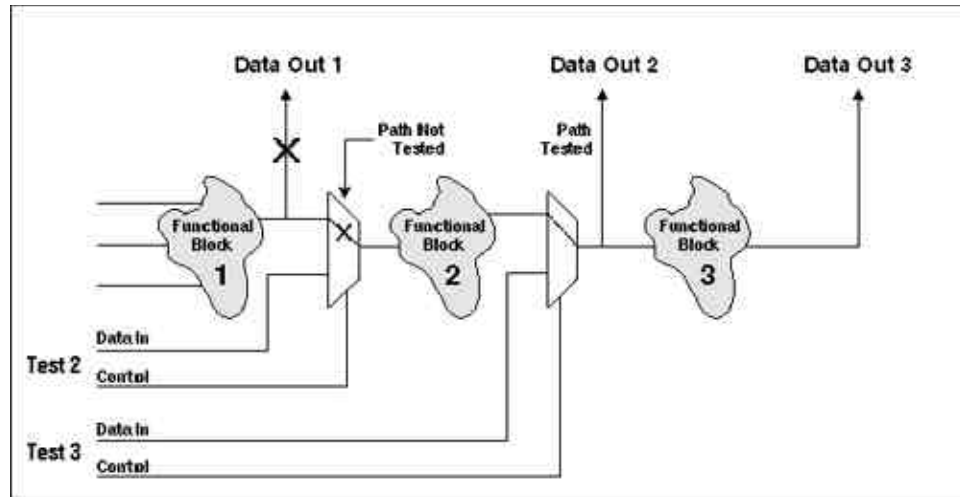 Data Out 1
Data Out 2
Data Out 3
Path Not
Tested
Path
Tested
Functional
Block
1
Functional
Block
2
Functional
Block
3
Test 2
Data In
Control
Test 3
Data In
Control